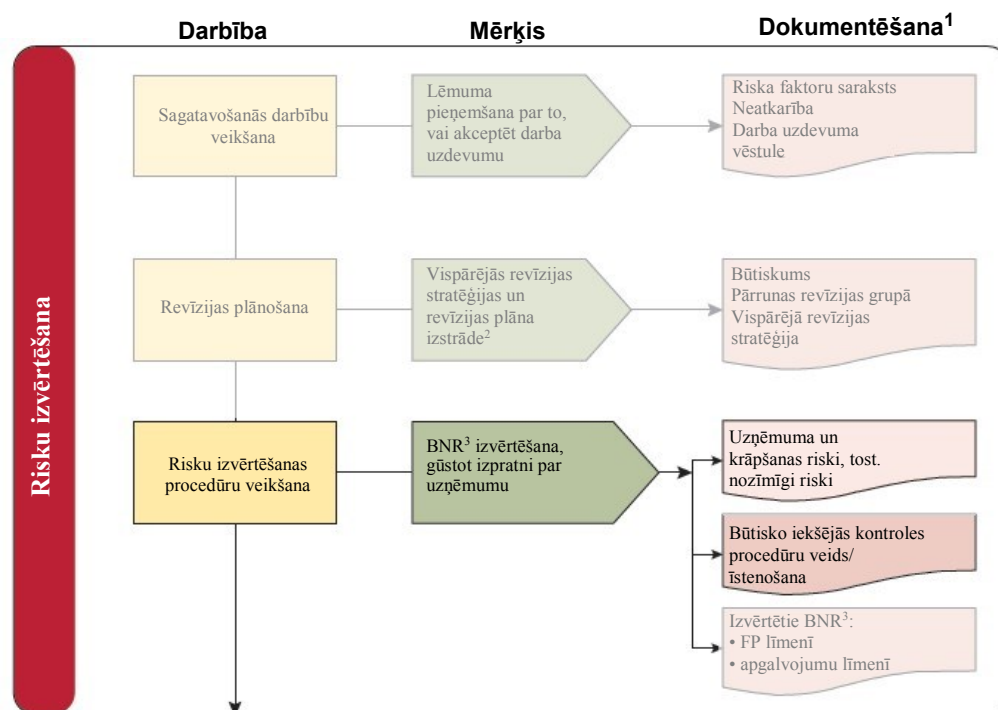 Darbība
Mērķis
Dokumentēšana1
Risku izvērtēšana
Sagatavošanās darbību
veikšana
Lēmuma
pieņemšana par to,
vai akceptēt darba
uzdevumu
Riska faktoru saraksts
Neatkarība
Darba uzdevuma
vēstule
Revīzijas plānošana
Vispārējās revīzijas
stratēģijas un
revīzijas plāna
izstrāde2
Būtiskums
Pārrunas revīzijas grupā
Vispārējā revīzijas
stratēģija
Risku izvērtēšanas
procedūru veikšana
BNR3 izvērtēšana,
gūstot izpratni par
uzņēmumu
Uzņēmuma un
krāpšanas riski, tost.
nozīmīgi riski
Būtisko iekšējās kontroles
procedūru veids/
īstenošana
Izvērtētie BNR3:
• FP līmenī
• apgalvojumu līmenī